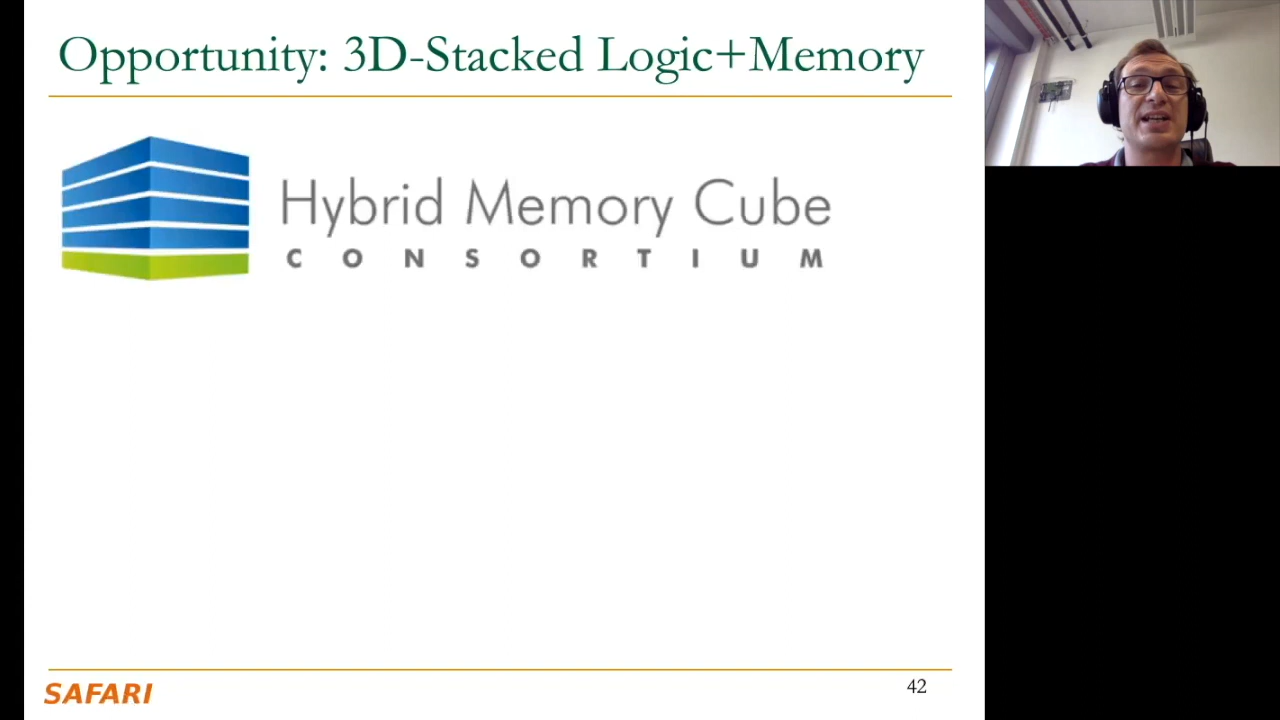 Opportunity: 3D-Stacked Logic+Memory
Hybrid Memory Cube
CONSORTIUM
SAFARI
42